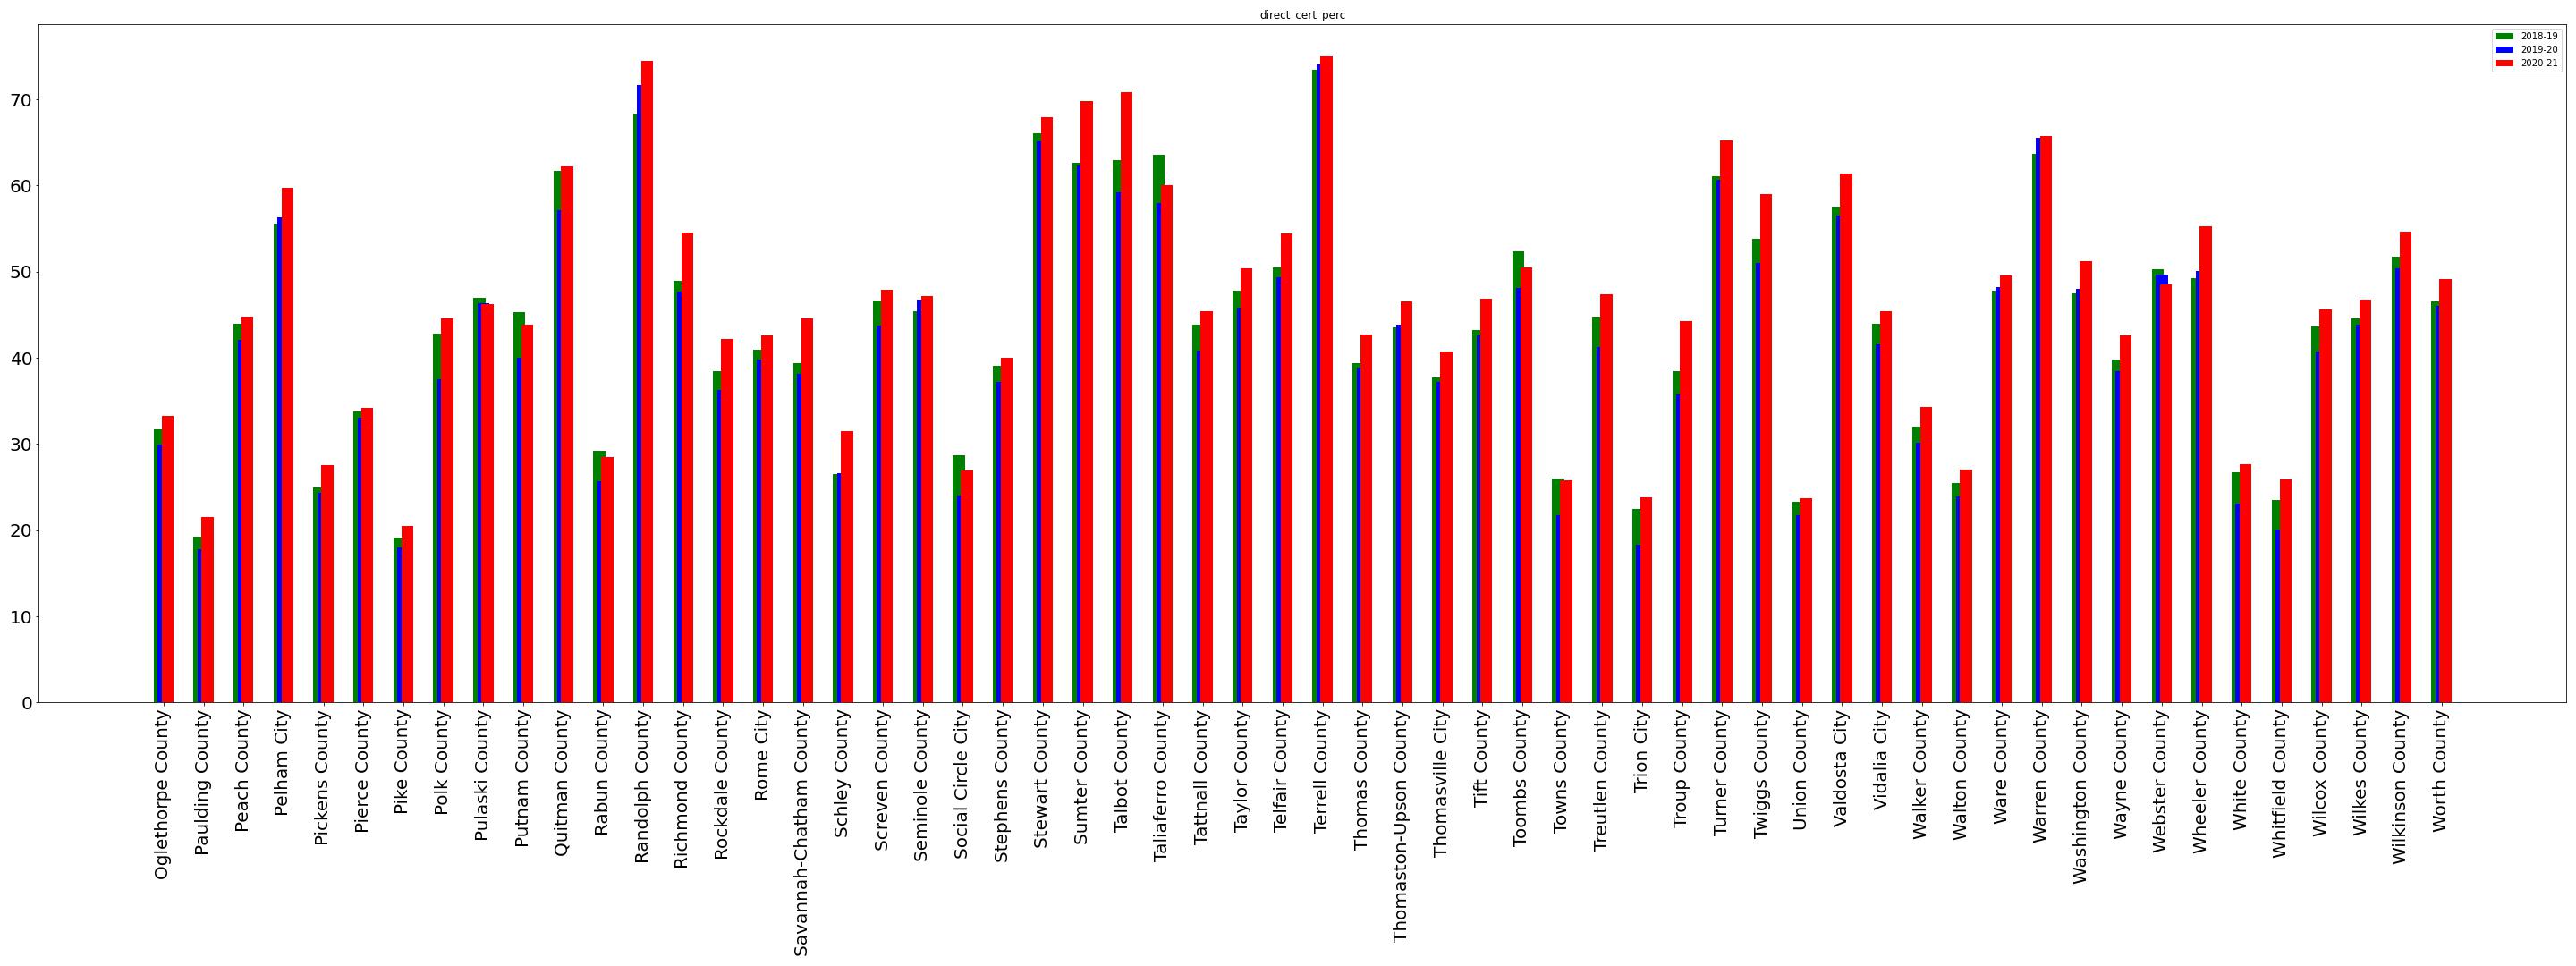 direct_cert_perc
2018-19
2019-20
2020-21
70
60
50
40
30
20
10
0
Oglethorpe County
Paulding County
Peach County
Pelham City
Pickens County
Pierce County
Pike County
Polk County
Pulaski County
Putnam County
Quitman County
Rabun County
Randolph County
Richmond County
Rockdale County
Rome City
Savannah-Chatham County
Schley County
Screven County
Seminole County
Social Circle City
Stephens County
Stewart County
Sumter County
Talbot County
Taliaferro County
Tattnall County
Taylor County
Telfair County
Terrell County
Thomas County
Thomaston-Upson County
Thomasville City
Tift County
Toombs County
Towns County
Treutlen County
Trion City
Troup County
Turner County
Twiggs County
Union County
Valdosta City
Vidalia City
Walker County
Walton County
Ware County
Warren County
Washington County
Wayne County
Webster County
Wheeler County
White County
Whitfield County
Wilcox County
Wilkes County
Wilkinson County
Worth County